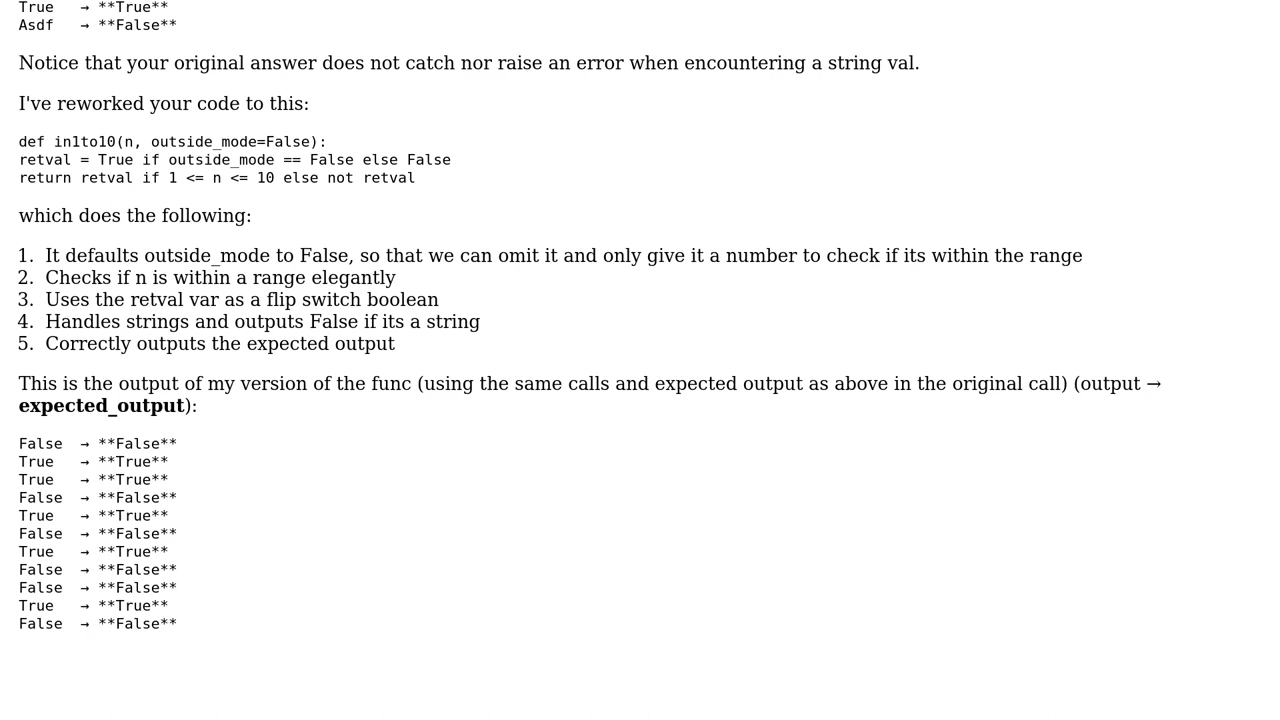 True   → **True**
Asdf   → **False**
Notice that your original answer does not catch nor raise an error when encountering a string val.
I've reworked your code to this:
def in1to10(n, outside_mode=False):
retval = True if outside_mode == False else False
return retval if 1 <= n <= 10 else not retval
which does the following:
1. It defaults outside_mode to False, so that we can omit it and only give it a number to check if its within the range
2. Checks if n is within a range elegantly
3. Uses the retval var as a flip switch boolean
4. Handles strings and outputs False if its a string
5. Correctly outputs the expected output
This is the output of my version of the func (using the same calls and expected output as above in the original call) (output →
expected_output):
False  → **False**
True   → **True**
True   → **True**
False  → **False**
True   → **True**
False  → **False**
True   → **True**
False  → **False**
False  → **False**
True   → **True**
False  → **False**